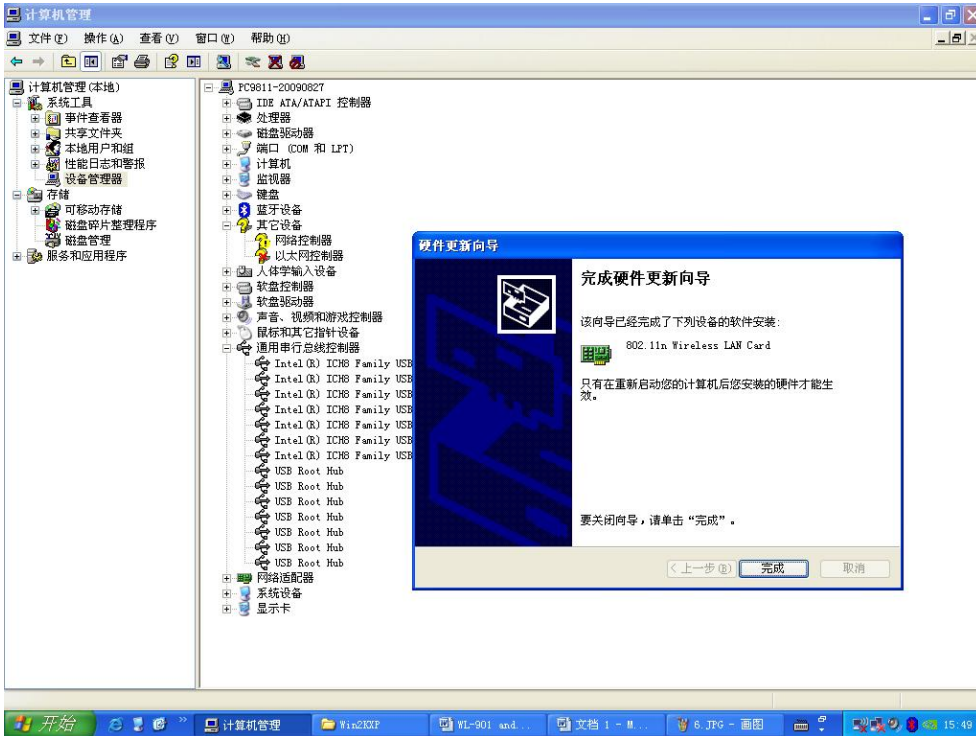 计算机管理
文件(F) 操作(A) 查看(V) 窗口(W) 帮助(H)
计算机管理(本地)
系统工具
事件查看器
共享文件夹
本地用户和组
性能日志和警报
设备管理器
存储
可移动存储
磁盘碎片整理程序
磁盘管理
服务和应用程序
PC9811-20090827
IDE ATA/ATAPI 控制器
处理器
磁盘驱动器
端口 (COM 和 LPT)
计算机
监视器
键盘
蓝牙设备
其它设备
网络控制器
以太网控制器
人体学输入设备
软盘控制器
软盘驱动器
声音、视频和游戏控制器
鼠标和其它指针设备
通用串行总线控制器
Intel(R) ICH8 Family USB
Intel(R) ICH8 Family USB
Intel(R) ICH8 Family USB
Intel(R) ICH8 Family USB
Intel(R) ICH8 Family USB
Intel(R) ICH8 Family USB
Intel(R) ICH8 Family USB
USB Root Hub
USB Root Hub
USB Root Hub
USB Root Hub
USB Root Hub
USB Root Hub
USB Root Hub
网络适配器
系统设备
显示卡
硬件更新向导
完成硬件更新向导
该向导已经完成了下列设备的软件安装:
802.11n Wireless LAN Card
只有在重新启动您的计算机后您安装的硬件才能生
效。
要关闭向导，请单击“完成”。
<上一步(B) 完成 取消
开始 » 计算机管理 Win2KXP WL-901 and... 文档 1 - M... 6.JPG - 画图 15:49